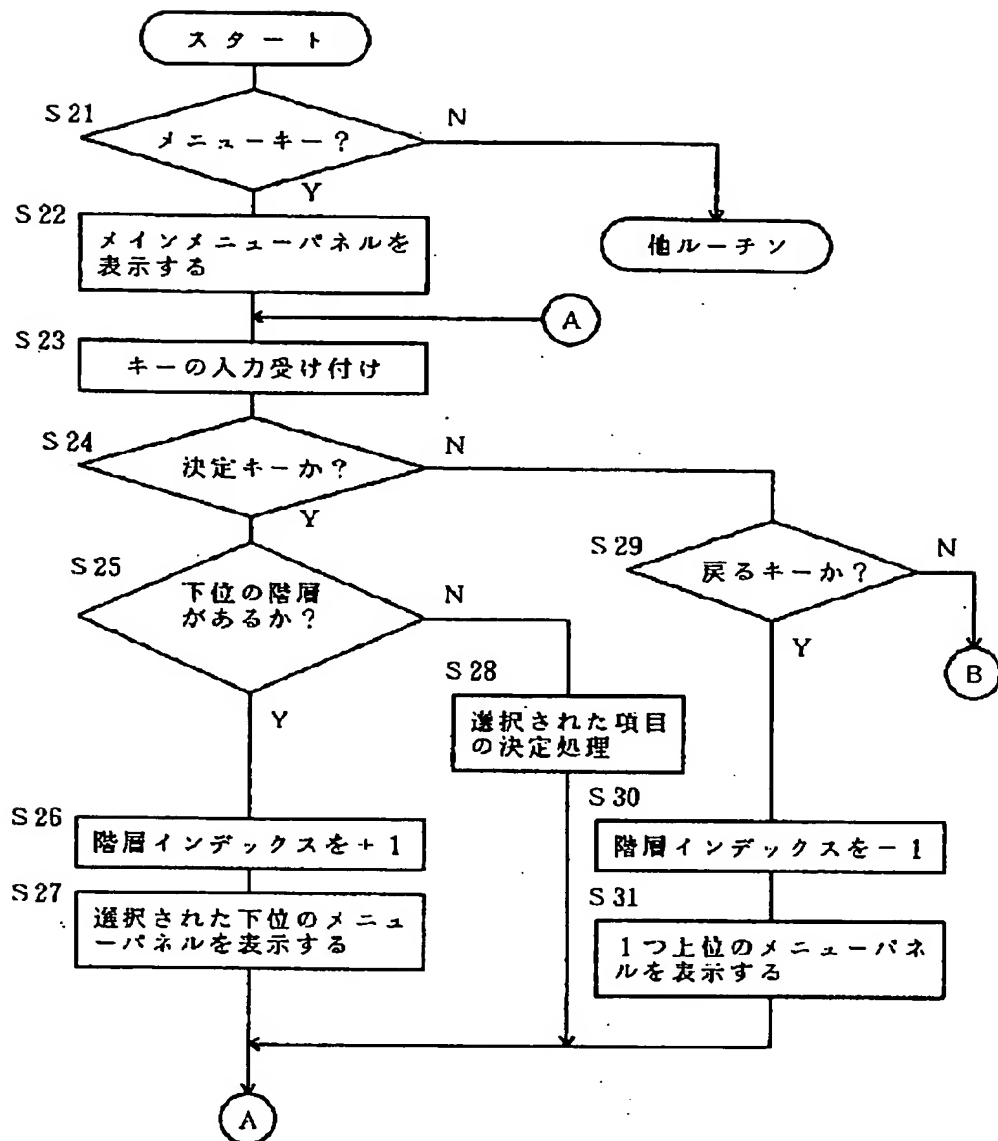 スタート
S21
メニューキー？
N
Y
S22
メインメニューパネルを
表示する
他ルーチン
A
S23
キーの入力受け付け
S24
決定キーか？
N
Y
S25
下位の階層
があるか？
N
Y
S29
戻るキーか？
N
Y
B
S28
選択された項目
の決定処理
S26
階層インデックスを＋1
S27
選択された下位のメニュ
ーパネルを表示する
S30
階層インデックスを－1
S31
1つ上位のメニューパネ
ルを表示する
A